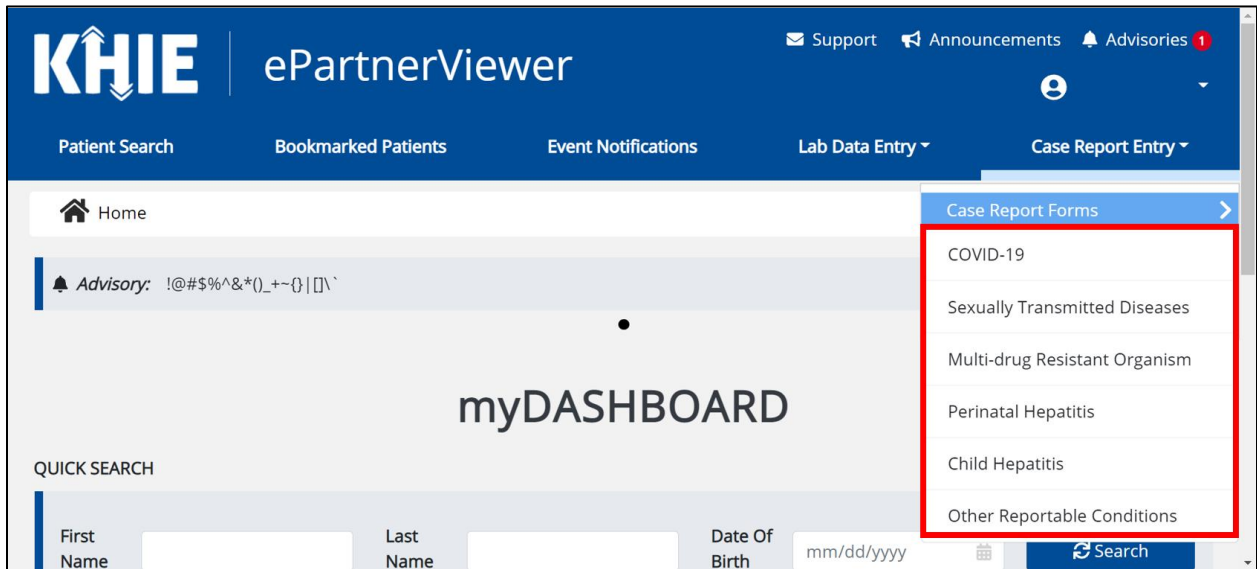 KHIE
ePartnerViewer
Support Announcements Advisories 1
Patient Search Bookmarked Patients Event Notifications Lab Data Entry Case Report Entry
Home
Case Report Forms
COVID-19
Advisory: !@#$%^&*()_+~{}|[]\`
Sexually Transmitted Diseases
Multi-drug Resistant Organism
myDASHBOARD
Perinatal Hepatitis
Child Hepatitis
QUICK SEARCH
Other Reportable Conditions
First Name
Last Name
Date Of Birth
mm/dd/yyyy
Search